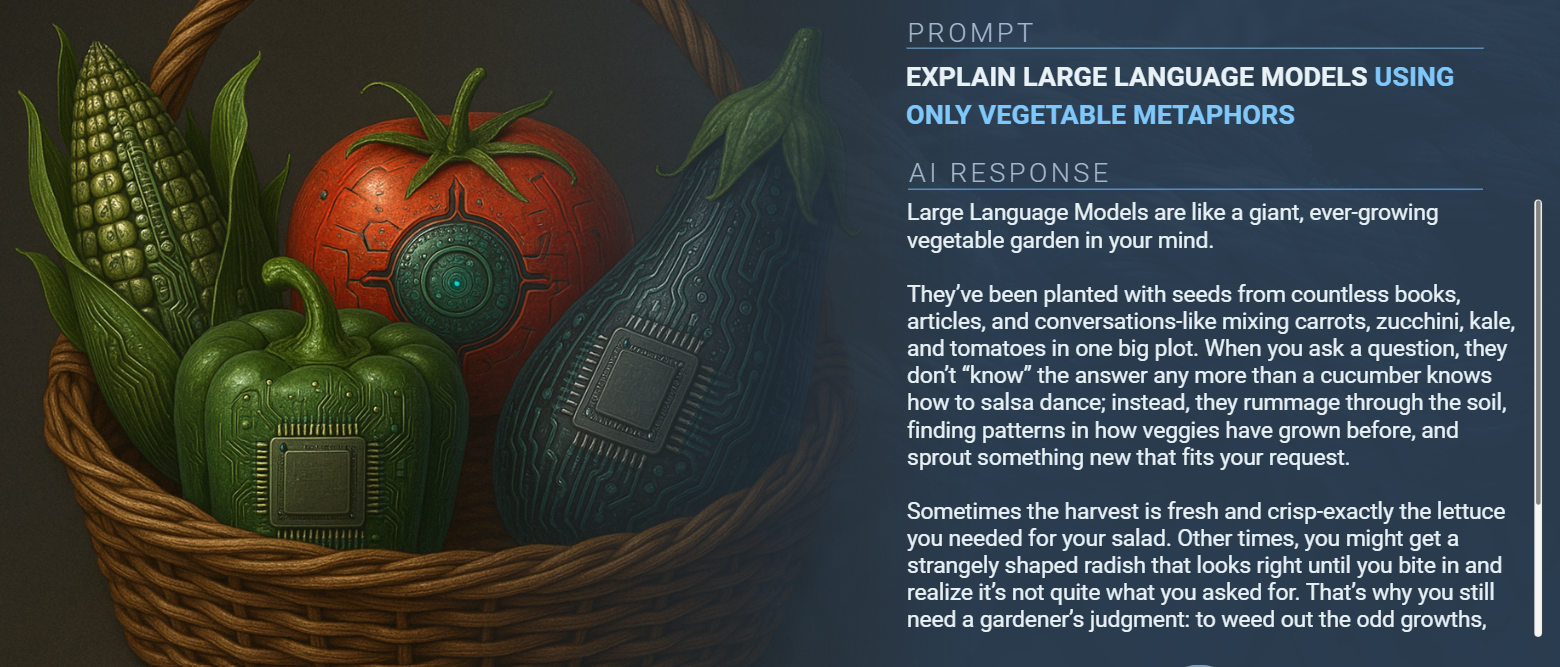 PROMPT
EXPLAIN LARGE LANGUAGE MODELS USING
ONLY VEGETABLE METAPHORS
AI RESPONSE
Large Language Models are like a giant, ever-growing
vegetable garden in your mind.
They’ve been planted with seeds from countless books,
articles, and conversations-like mixing carrots, zucchini, kale,
and tomatoes in one big plot. When you ask a question, they
don’t “know” the answer any more than a cucumber knows
how to salsa dance; instead, they rummage through the soil,
finding patterns in how veggies have grown before, and
sprout something new that fits your request.
Sometimes the harvest is fresh and crisp-exactly the lettuce
you needed for your salad. Other times, you might get a
strangely shaped radish that looks right until you bite in and
realize it’s not quite what you asked for. That’s why you still
need a gardener’s judgment: to weed out the odd growths,